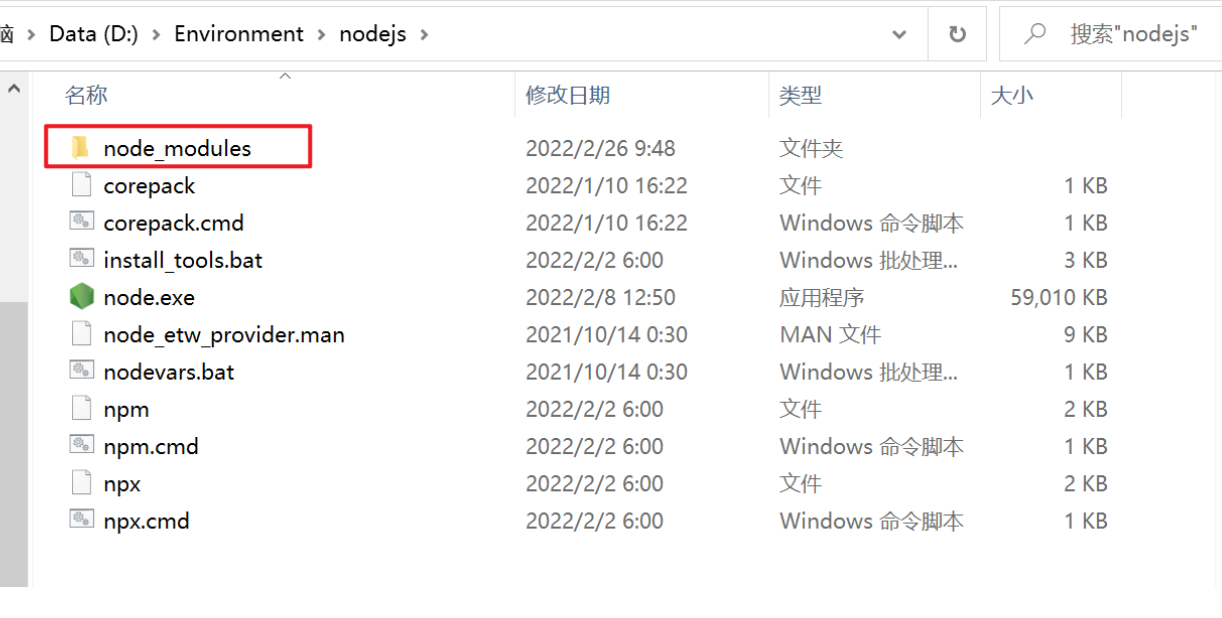 脑 > Data (D:) > Environment > nodejs > 搜索"nodejs"
名称 修改日期 类型 大小
node_modules 2022/2/26 9:48 文件夹
corepack 2022/1/10 16:22 文件 1 KB
corepack.cmd 2022/1/10 16:22 Windows 命令脚本 1 KB
install_tools.bat 2022/2/2 6:00 Windows 批处理... 3 KB
node.exe 2022/2/8 12:50 应用程序 59,010 KB
node_etw_provider.man 2021/10/14 0:30 MAN 文件 9 KB
nodevars.bat 2021/10/14 0:30 Windows 批处理... 1 KB
npm 2022/2/2 6:00 文件 2 KB
npm.cmd 2022/2/2 6:00 Windows 命令脚本 1 KB
npx 2022/2/2 6:00 文件 2 KB
npx.cmd 2022/2/2 6:00 Windows 命令脚本 1 KB